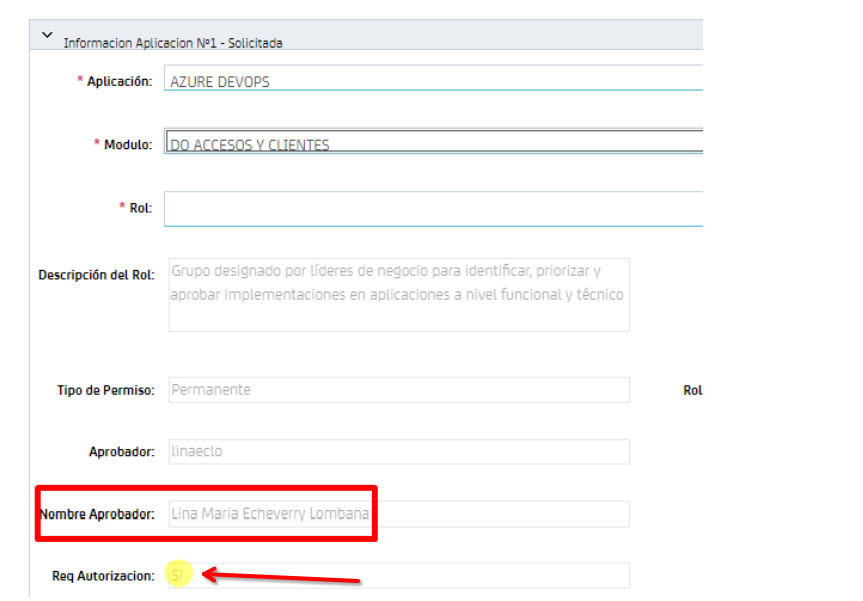 Informacion Aplicacion Nº1 - Solicitada
* Aplicación: AZURE DEVOPS
* Modulo: DO ACCESOS Y CLIENTES
* Rol:
Descripción del Rol: Grupo designado por líderes de negocio para identificar, priorizar y
aprobar implementaciones en aplicaciones a nivel funcional y técnico
Tipo de Permiso: Permanente
Rol
Aprobador: linaeclo
Nombre Aprobador: Lina Maria Echeverry Lombana
Req Autorizacion: Si